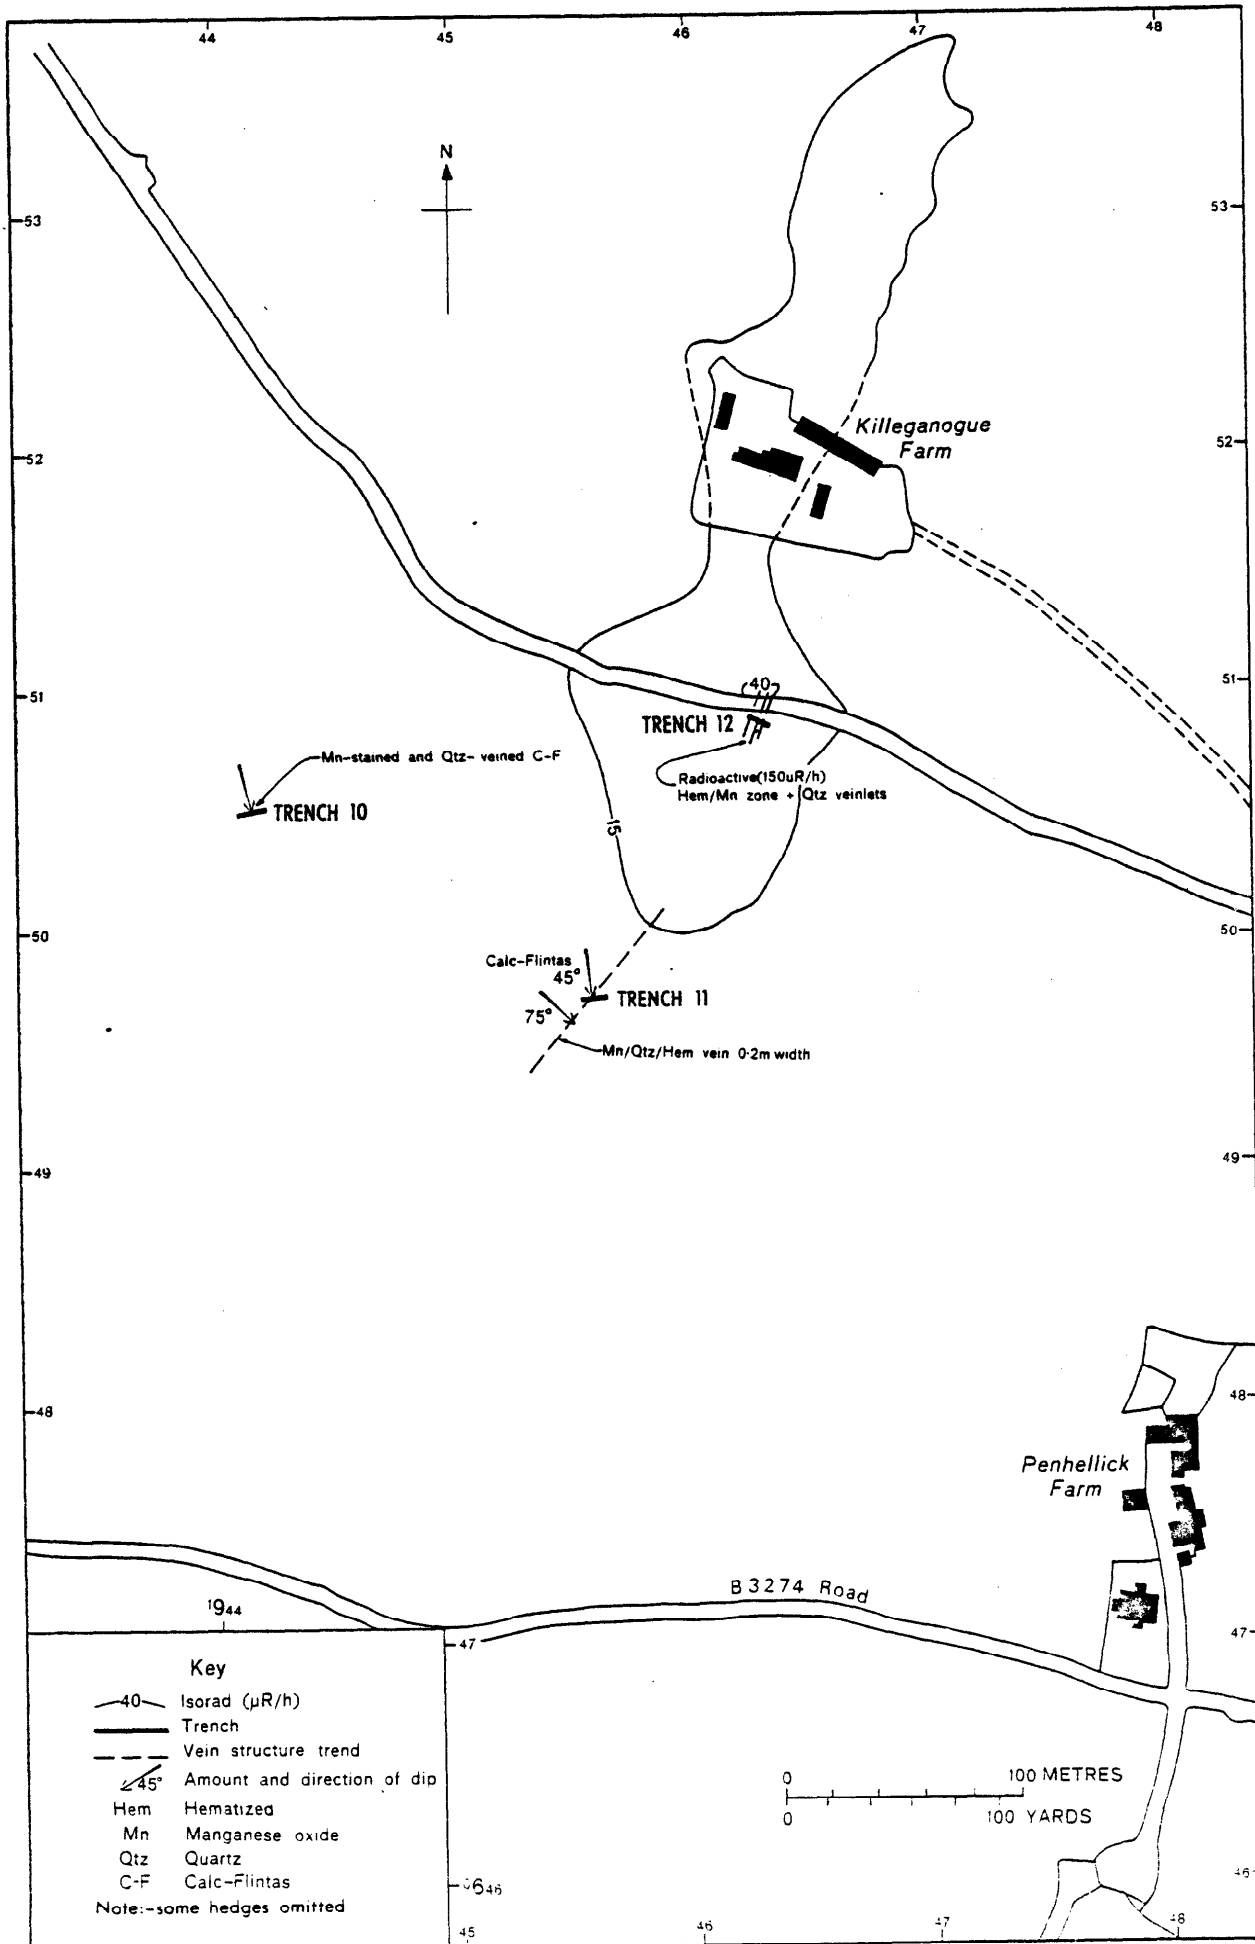 44 45 46 47 48
N
53 53
Killeganogue
Farm
52 52
51 51
40
TRENCH 12
Mn-stained and Qtz- veined C-F
Radioactive(150uR/h)
Hem/Mn zone + Qtz veinlets
TRENCH 10
15
50 50
Calc-Flintas
45°
TRENCH 11
75°
Mn/Qtz/Hem vein 0·2m width
49 49
48 48
Penhellick
Farm
B3274 Road
1944
47 47
Key
40 Isorad (µR/h)
Trench
Vein structure trend
45° Amount and direction of dip
Hem Hematized
Mn Manganese oxide
Qtz Quartz
C-F Calc-Flintas
Note:-some hedges omitted
0 100 METRES
0 100 YARDS
46
45 46 47 48